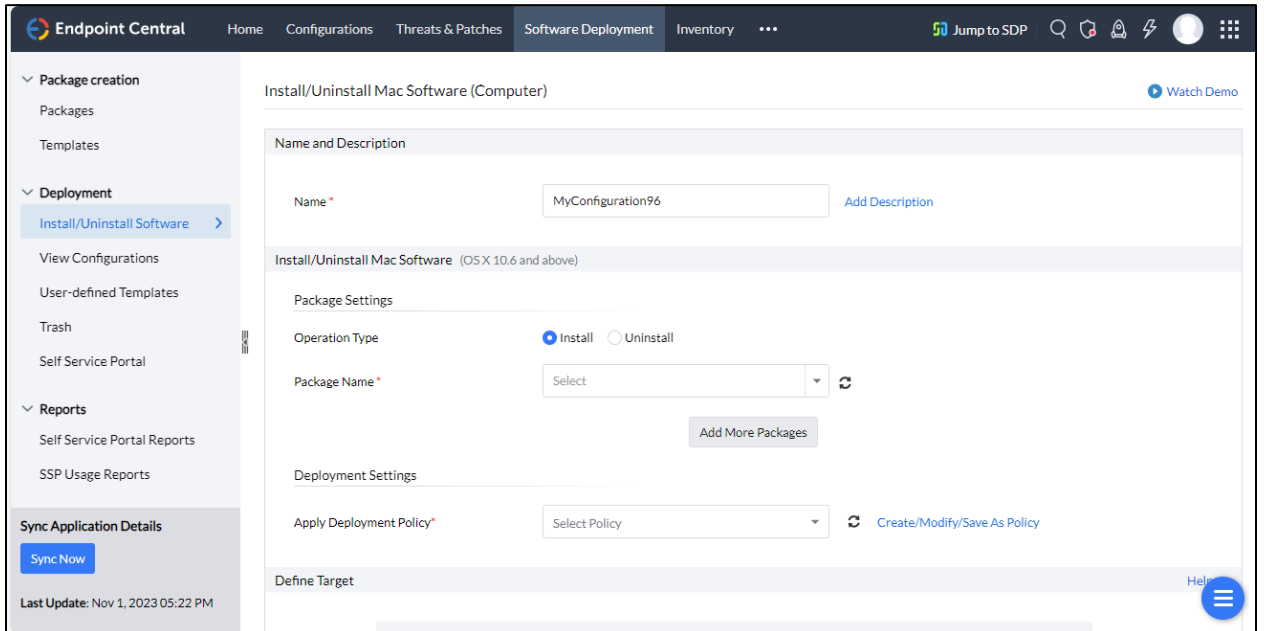 Endpoint Central Home Configurations Threats & Patches Software Deployment Inventory ••• Jump to SDP
Package creation
Packages
Templates
Deployment
Install/Uninstall Software
View Configurations
User-defined Templates
Trash
Self Service Portal
Reports
Self Service Portal Reports
SSP Usage Reports
Sync Application Details
Sync Now
Last Update: Nov 1, 2023 05:22 PM
Install/Uninstall Mac Software (Computer) Watch Demo
Name and Description
Name * MyConfiguration96 Add Description
Install/Uninstall Mac Software (OS X 10.6 and above)
Package Settings
Operation Type Install Uninstall
Package Name * Select
Add More Packages
Deployment Settings
Apply Deployment Policy* Select Policy Create/Modify/Save As Policy
Define Target